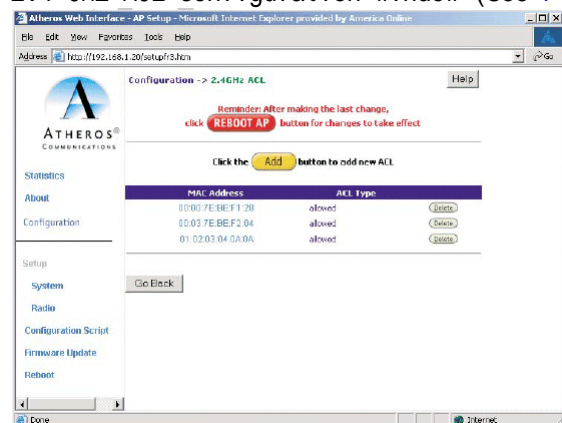 Atheros Web Interface - AP Setup - Microsoft Internet Explorer provided by America Online
File Edit View Favorites Tools Help
Address http://192.168.1.20/setupfr3.htm Go
ATHEROS®
COMMUNICATIONS
Statistics
About
Configuration
Setup
System
Radio
Configuration Script
Firmware Update
Reboot
Configuration -> 2.4GHz ACL
Help
Reminder: After making the last change,
click REBOOT AP button for changes to take effect
Click the Add button to add new ACL
MAC Address ACL Type
00:00:7E:BE:F1:20 allowed Delete
00:03:7E:BE:F2:04 allowed Delete
01:02:03:04:0A:0A allowed Delete
Go Back
Done Internet